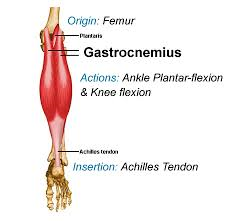 Origin: Femur
Plantaris
Gastrocnemius
Actions: Ankle Plantar-flexion
& Knee flexion
Achilles tendon
Insertion: Achilles Tendon